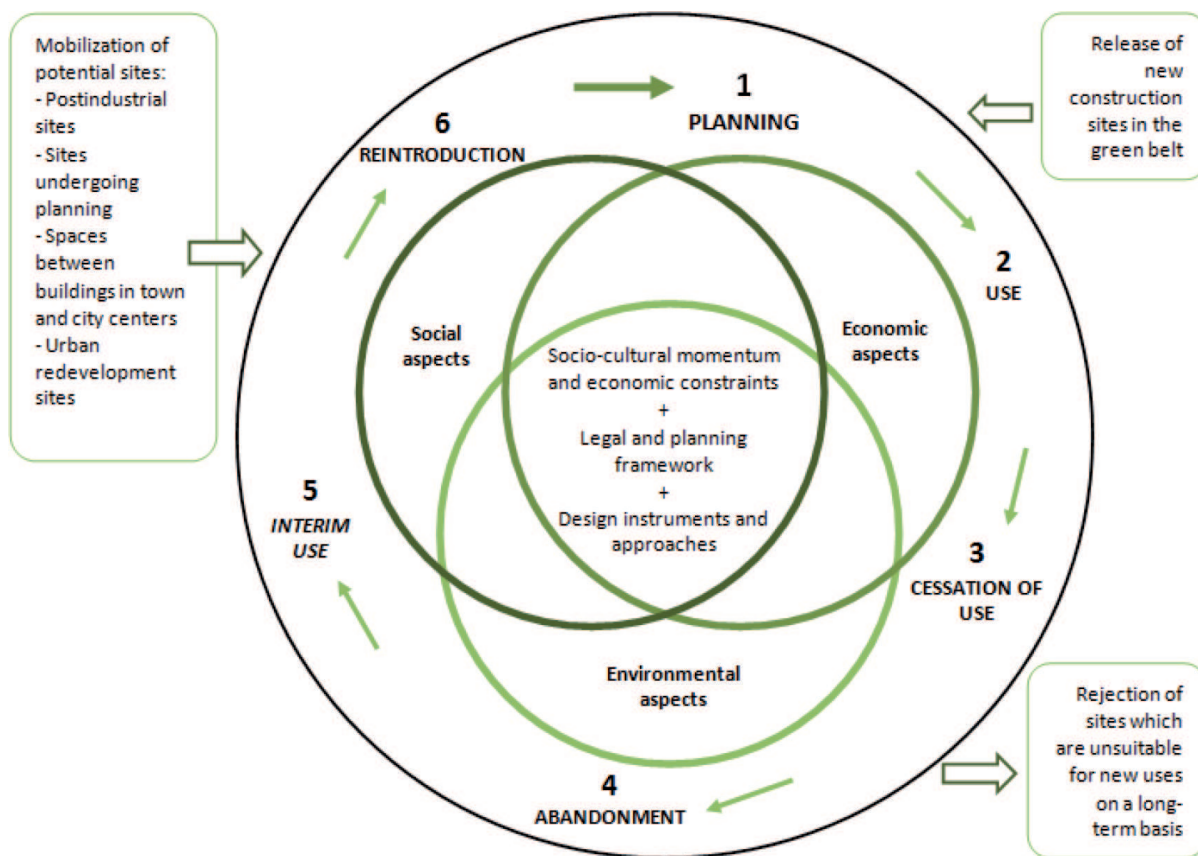 Mobilization of
potential sites:
- Postindustrial
sites
- Sites
undergoing
planning
- Spaces
between
buildings in town
and city centers
- Urban
redevelopment
sites
Release of
new
construction
sites in the
green belt
1
PLANNING
2
USE
3
CESSATION OF
USE
4
ABANDONMENT
5
INTERIM
USE
6
REINTRODUCTION
Social
aspects
Economic
aspects
Socio-cultural momentum
and economic constraints
+
Legal and planning
framework
+
Design instruments and
approaches
Environmental
aspects
Rejection of
sites which
are unsuitable
for new uses
on a long-
term basis